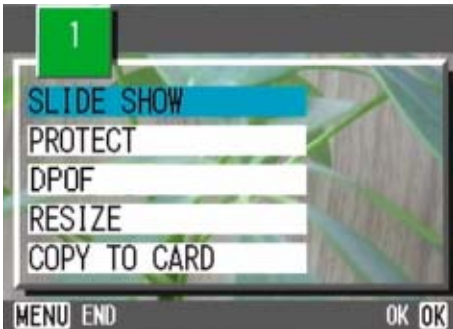 1
SLIDE SHOW
PROTECT
DPOF
RESIZE
COPY TO CARD
MENU END OK OK